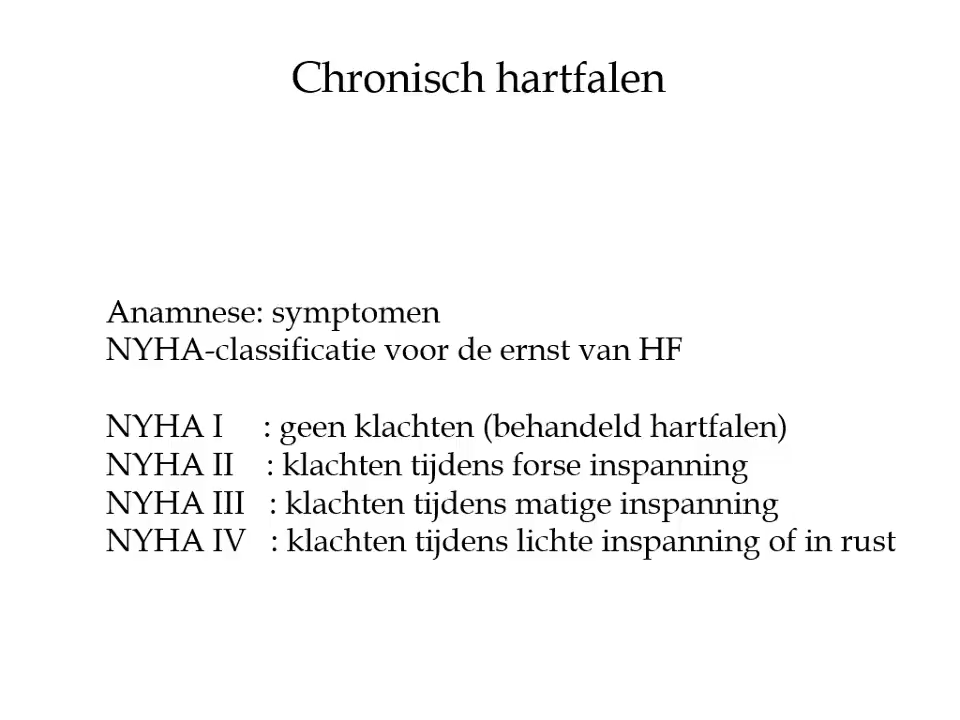 Chronisch hartfalen
Anamnese: symptomen
NYHA-classificatie voor de ernst van HF
NYHA I : geen klachten (behandeld hartfalen)
NYHA II : klachten tijdens forse inspanning
NYHA III : klachten tijdens matige inspanning
NYHA IV : klachten tijdens lichte inspanning of in rust